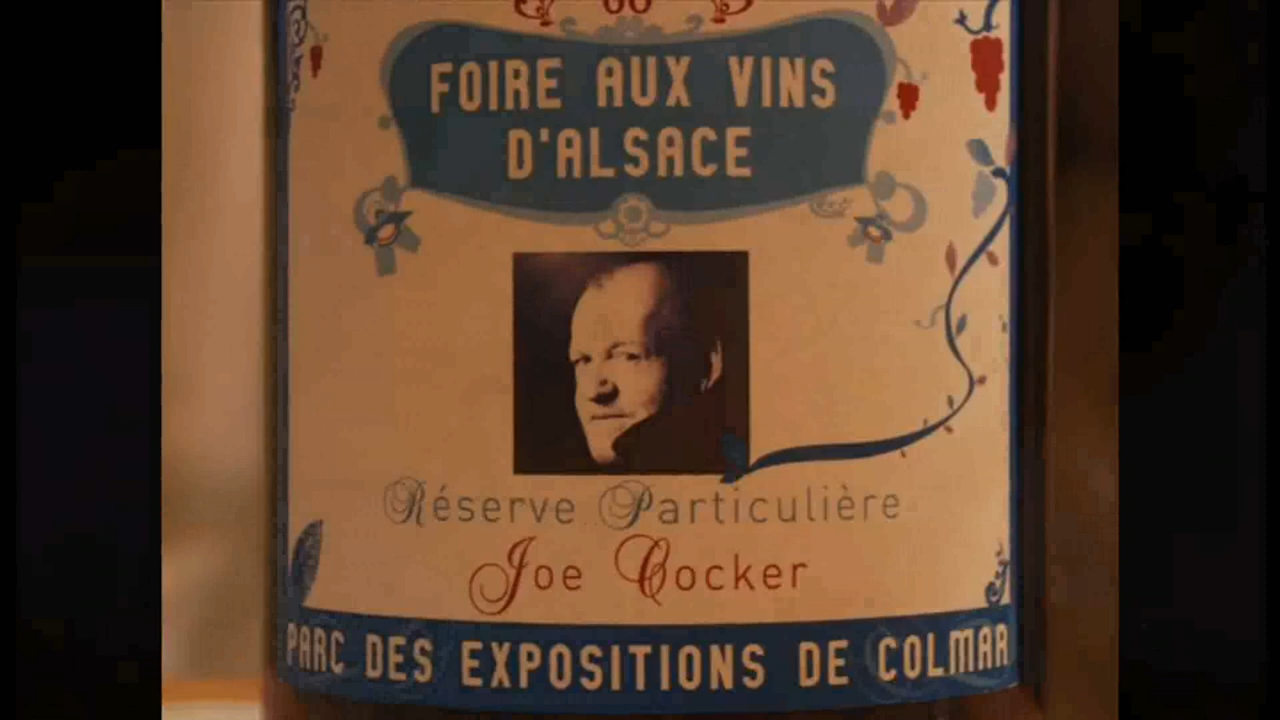 FOIRE AUX VINS
D'ALSACE
Réserve Particulière
Joe Cocker
PARC DES EXPOSITIONS DE COLMAR